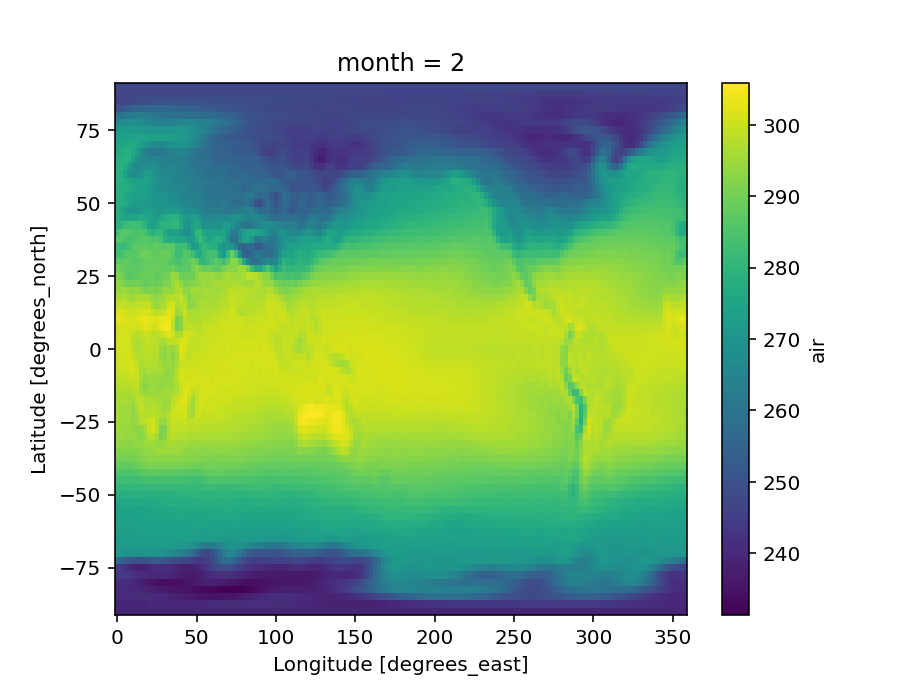 month = 2
75
50
25
0
−25
−50
−75
Latitude [degrees_north]
0 50 100 150 200 250 300 350
Longitude [degrees_east]
300
290
280
270
260
250
240
air